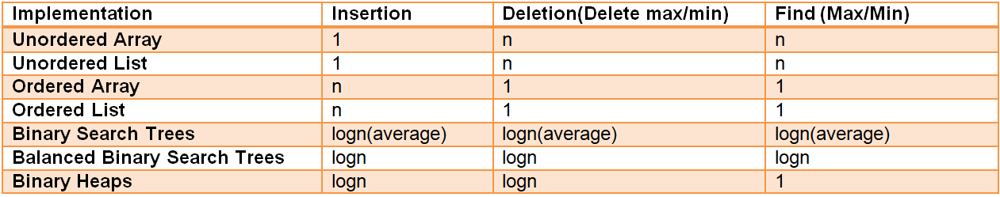 Implementation Insertion Deletion(Delete max/min) Find (Max/Min)
Unordered Array 1 n n
Unordered List 1 n n
Ordered Array n 1 1
Ordered List n 1 1
Binary Search Trees logn(average) logn(average) logn(average)
Balanced Binary Search Trees logn logn logn
Binary Heaps logn logn 1